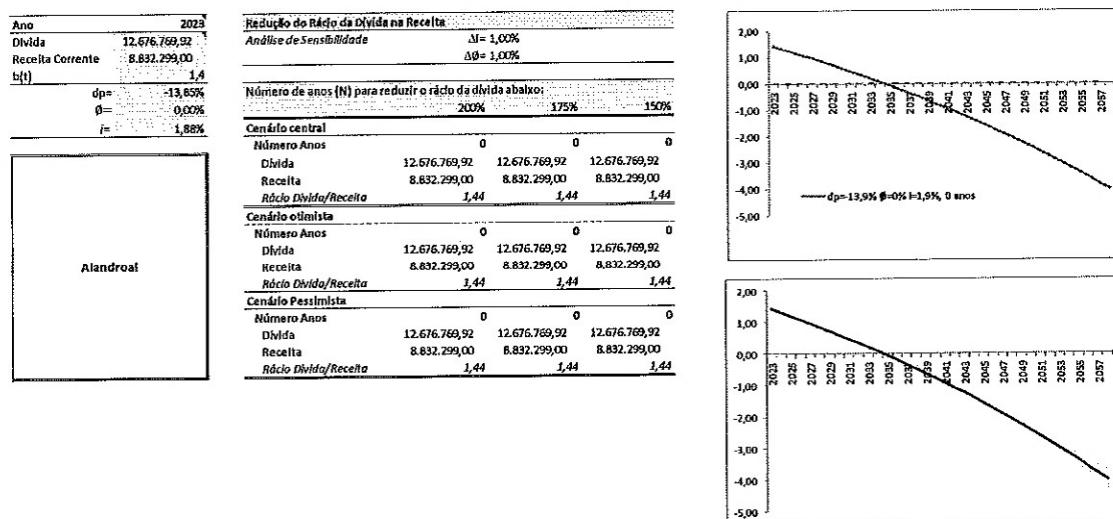 Ano 2023
Dívida 12.676.769,92
Receita Corrente 8.832.299,00
b(t) 1,4
dp= -13,85%
Ø= 0,00%
i= 1,88%
Alandroal
Redução do Rácio da Dívida na Receita
Análise de Sensibilidade Δi= 1,00%
ΔØ= 1,00%
Número de anos (N) para reduzir o rácio da dívida abaixo:
200% 175% 150%
Cenário central
Número Anos 0 0 0
Dívida 12.676.769,92 12.676.769,92 12.676.769,92
Receita 8.832.299,00 8.832.299,00 8.832.299,00
Rácio Dívida/Receita 1,44 1,44 1,44
Cenário otimista
Número Anos 0 0 0
Dívida 12.676.769,92 12.676.769,92 12.676.769,92
Receita 8.832.299,00 8.832.299,00 8.832.299,00
Rácio Dívida/Receita 1,44 1,44 1,44
Cenário Pessimista
Número Anos 0 0 0
Dívida 12.676.769,92 12.676.769,92 12.676.769,92
Receita 8.832.299,00 8.832.299,00 8.832.299,00
Rácio Dívida/Receita 1,44 1,44 1,44
2,00
1,00
0,00
-1,00
-2,00
-3,00
-4,00
-5,00
2023 2025 2027 2029 2031 2033 2035 2037 2039 2041 2043 2045 2047 2049 2051 2053 2055 2057
dp=-13,9% Ø=0% i=1,9%, 0 anos
2,00
1,00
0,00
-1,00
-2,00
-3,00
-4,00
-5,00
2023 2025 2027 2029 2031 2033 2035 2037 2039 2041 2043 2045 2047 2049 2051 2053 2055 2057